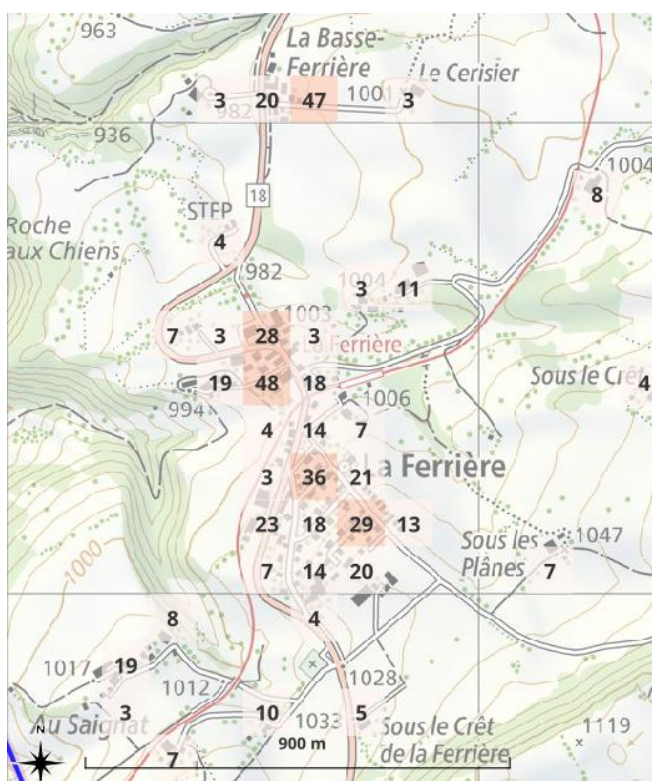 963
La Basse-
Ferrière
Le Cerisier
3 20 47 1001 3
982
936
1004
8
18
STEP
Roche
aux Chiens
4
982
1004
3 11
1003
7 3 28 3
La Ferrière
19 48 18
Sous le Crêt
4
994
1006
4 14 7
La Ferrière
3 36 21
23 18 29 13
1047
Sous les
Plânes
1000
7 14 20
7
8
4
1017
19
1012
1028
3
10
1033
5
Au Saignat
Sous le Crêt
de la Ferrière
1119
N
900 m
7